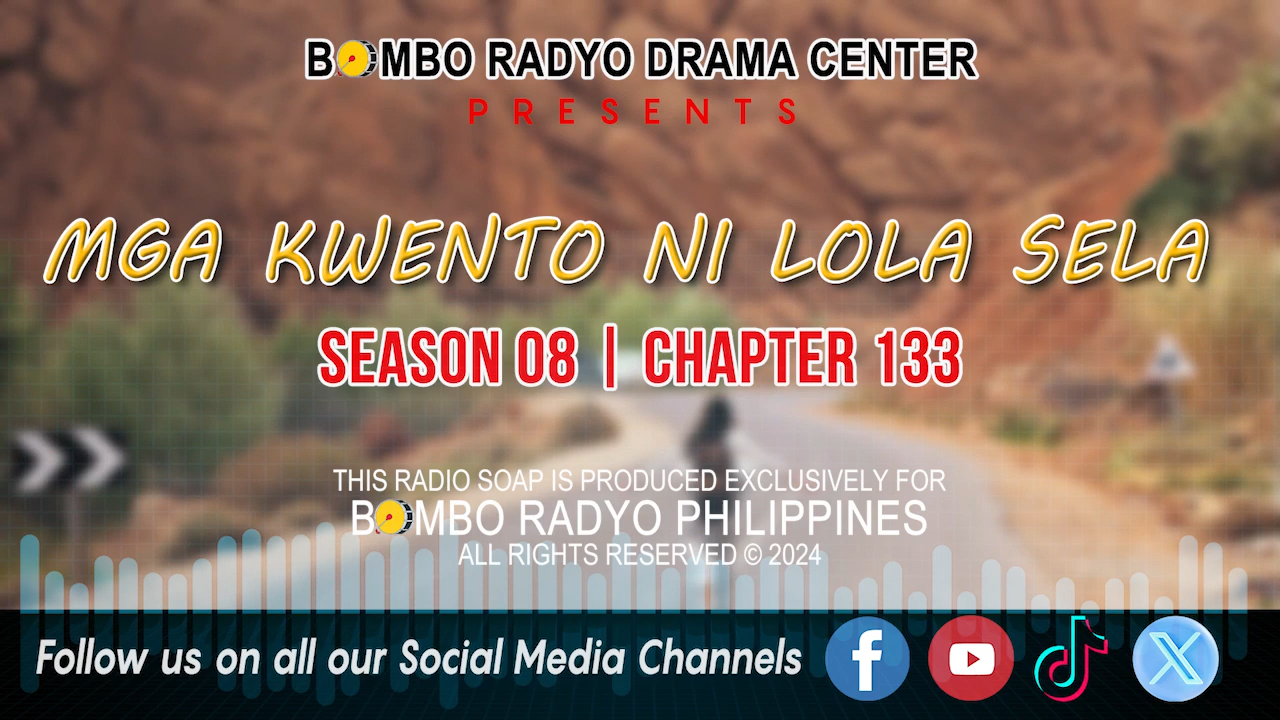 BOMBO RADYO DRAMA CENTER
PRESENTS
MGA KWENTO NI LOLA SELA
SEASON 08 | CHAPTER 133
THIS RADIO SOAP IS PRODUCED EXCLUSIVELY FOR
BOMBO RADYO PHILIPPINES
ALL RIGHTS RESERVED © 2024
Follow us on all our Social Media Channels